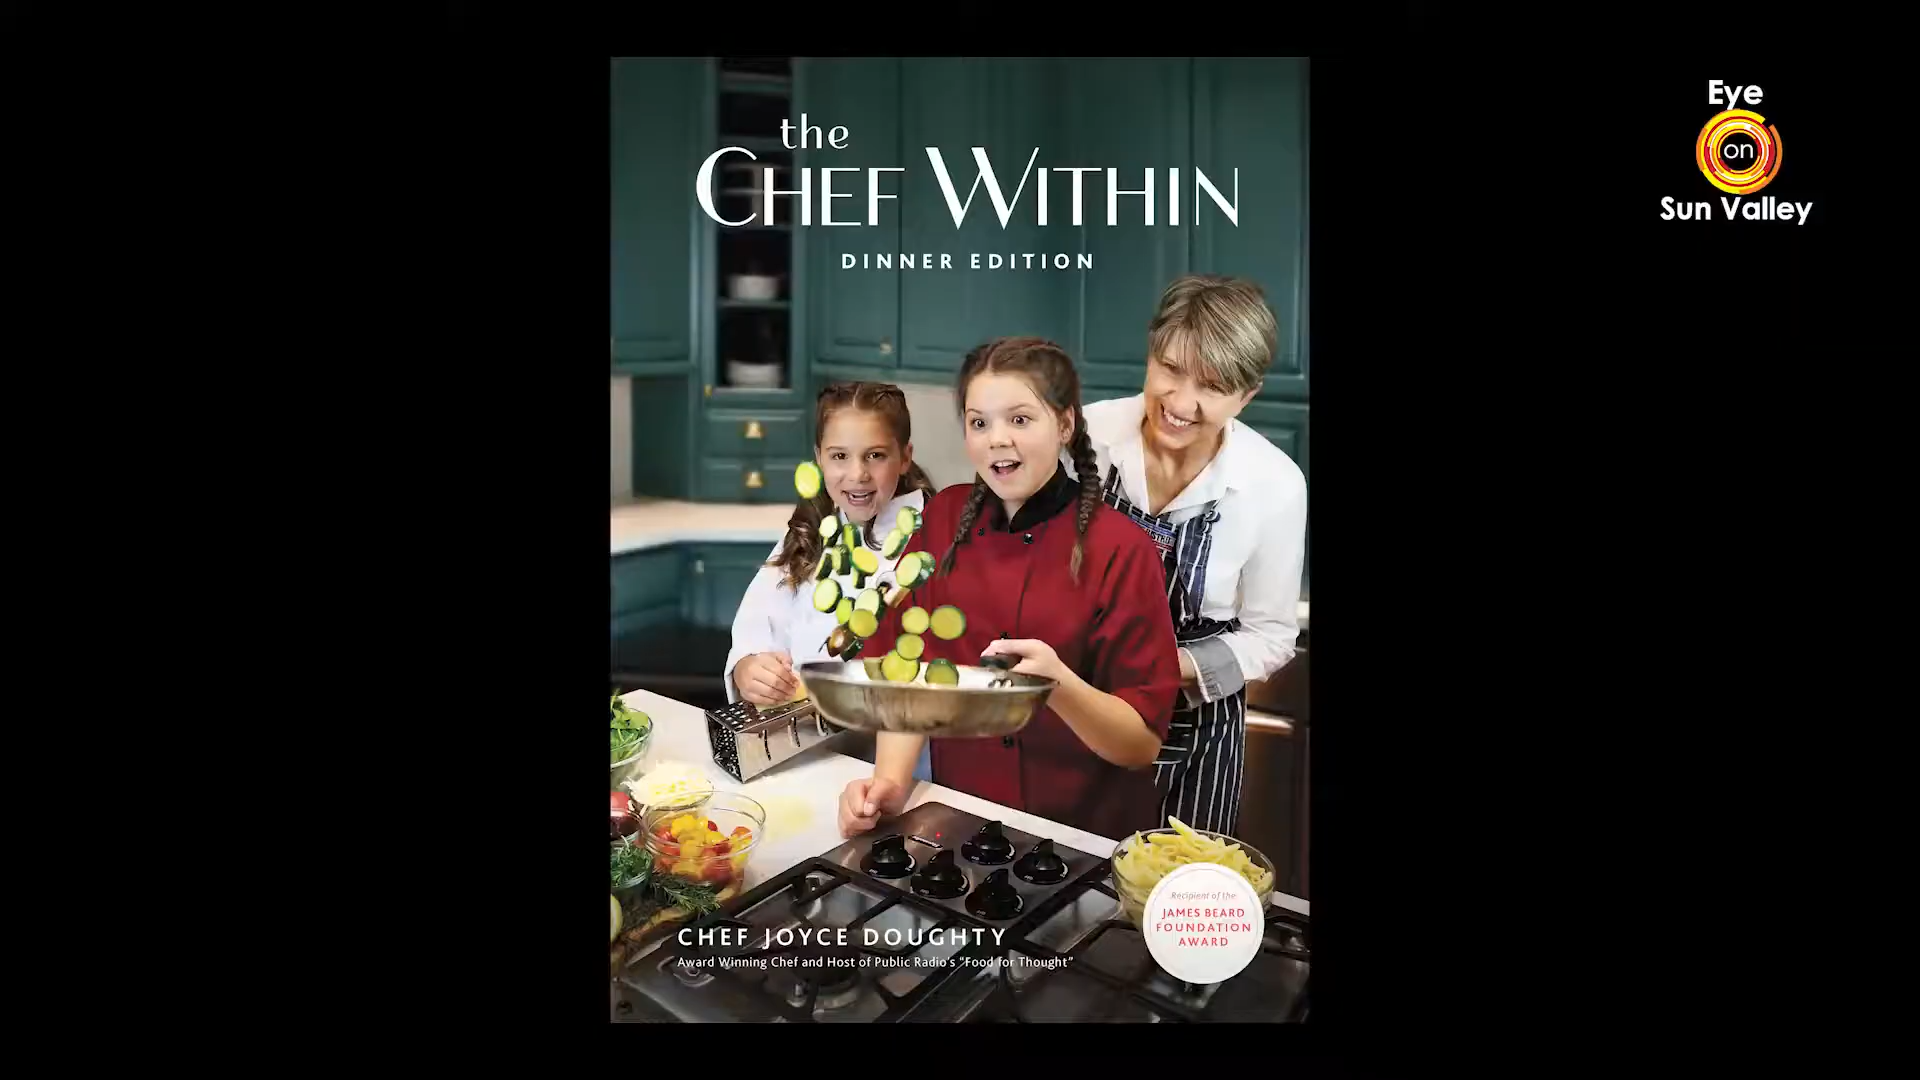 the
CHEF WITHIN
DINNER EDITION
CHEF JOYCE DOUGHTY
Award Winning Chef and Host of Public Radio's "Food for Thought"
Recipient of the
JAMES BEARD
FOUNDATION
AWARD
Eye
on
Sun Valley